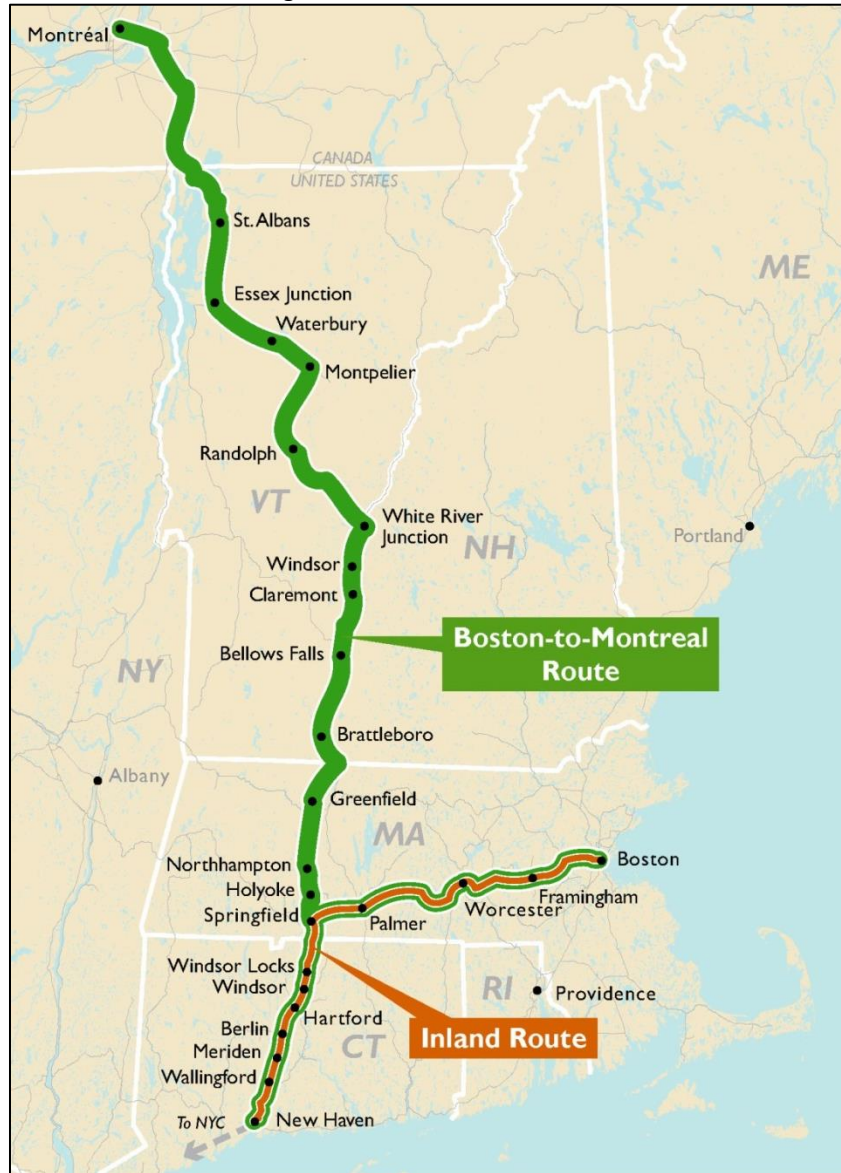 Montréal
CANADA
UNITED STATES
St. Albans
ME
Essex Junction
Waterbury
Montpelier
Randolph
VT
White River
Junction
NH
Portland
Windsor
Claremont
Boston-to-Montreal
Route
Bellows Falls
NY
Brattleboro
Albany
Greenfield
MA
Northhampton
Boston
Holyoke
Framingham
Worcester
Springfield
Palmer
Windsor Locks
Windsor
RI
Providence
Hartford
Inland Route
Berlin
CT
Meriden
Wallingford
To NYC
New Haven